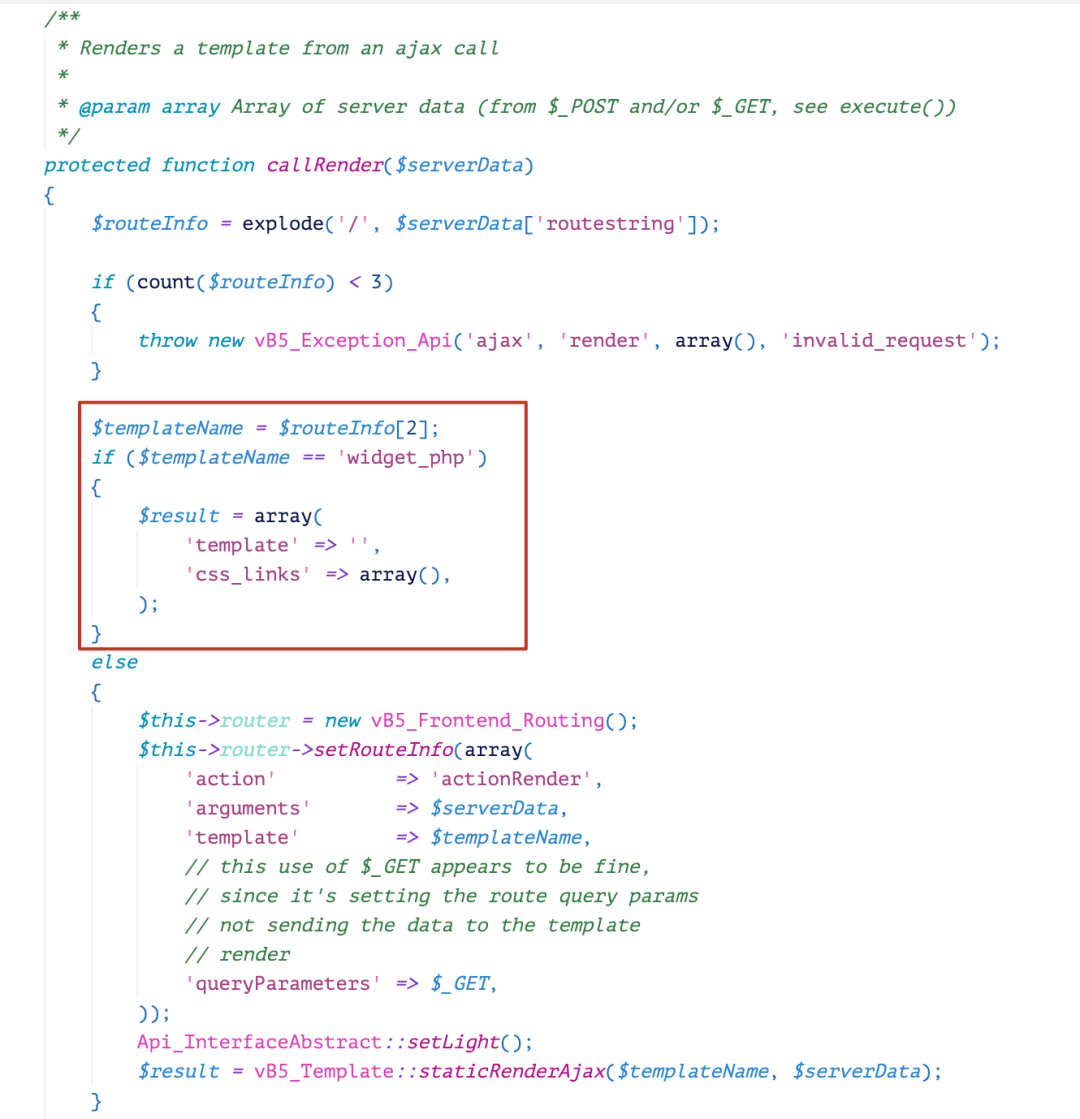 /**
 * Renders a template from an ajax call
 *
 * @param array Array of server data (from $_POST and/or $_GET, see execute())
 */
protected function callRender($serverData)
{
    $routeInfo = explode('/', $serverData['routestring']);

    if (count($routeInfo) < 3)
    {
        throw new vB5_Exception_Api('ajax', 'render', array(), 'invalid_request');
    }

    $templateName = $routeInfo[2];
    if ($templateName == 'widget_php')
    {
        $result = array(
            'template' => '',
            'css_links' => array(),
        );
    }
    else
    {
        $this->router = new vB5_Frontend_Routing();
        $this->router->setRouteInfo(array(
            'action'          => 'actionRender',
            'arguments'       => $serverData,
            'template'        => $templateName,
            // this use of $_GET appears to be fine,
            // since it's setting the route query params
            // not sending the data to the template
            // render
            'queryParameters' => $_GET,
        ));
        Api_InterfaceAbstract::setLight();
        $result = vB5_Template::staticRenderAjax($templateName, $serverData);
    }